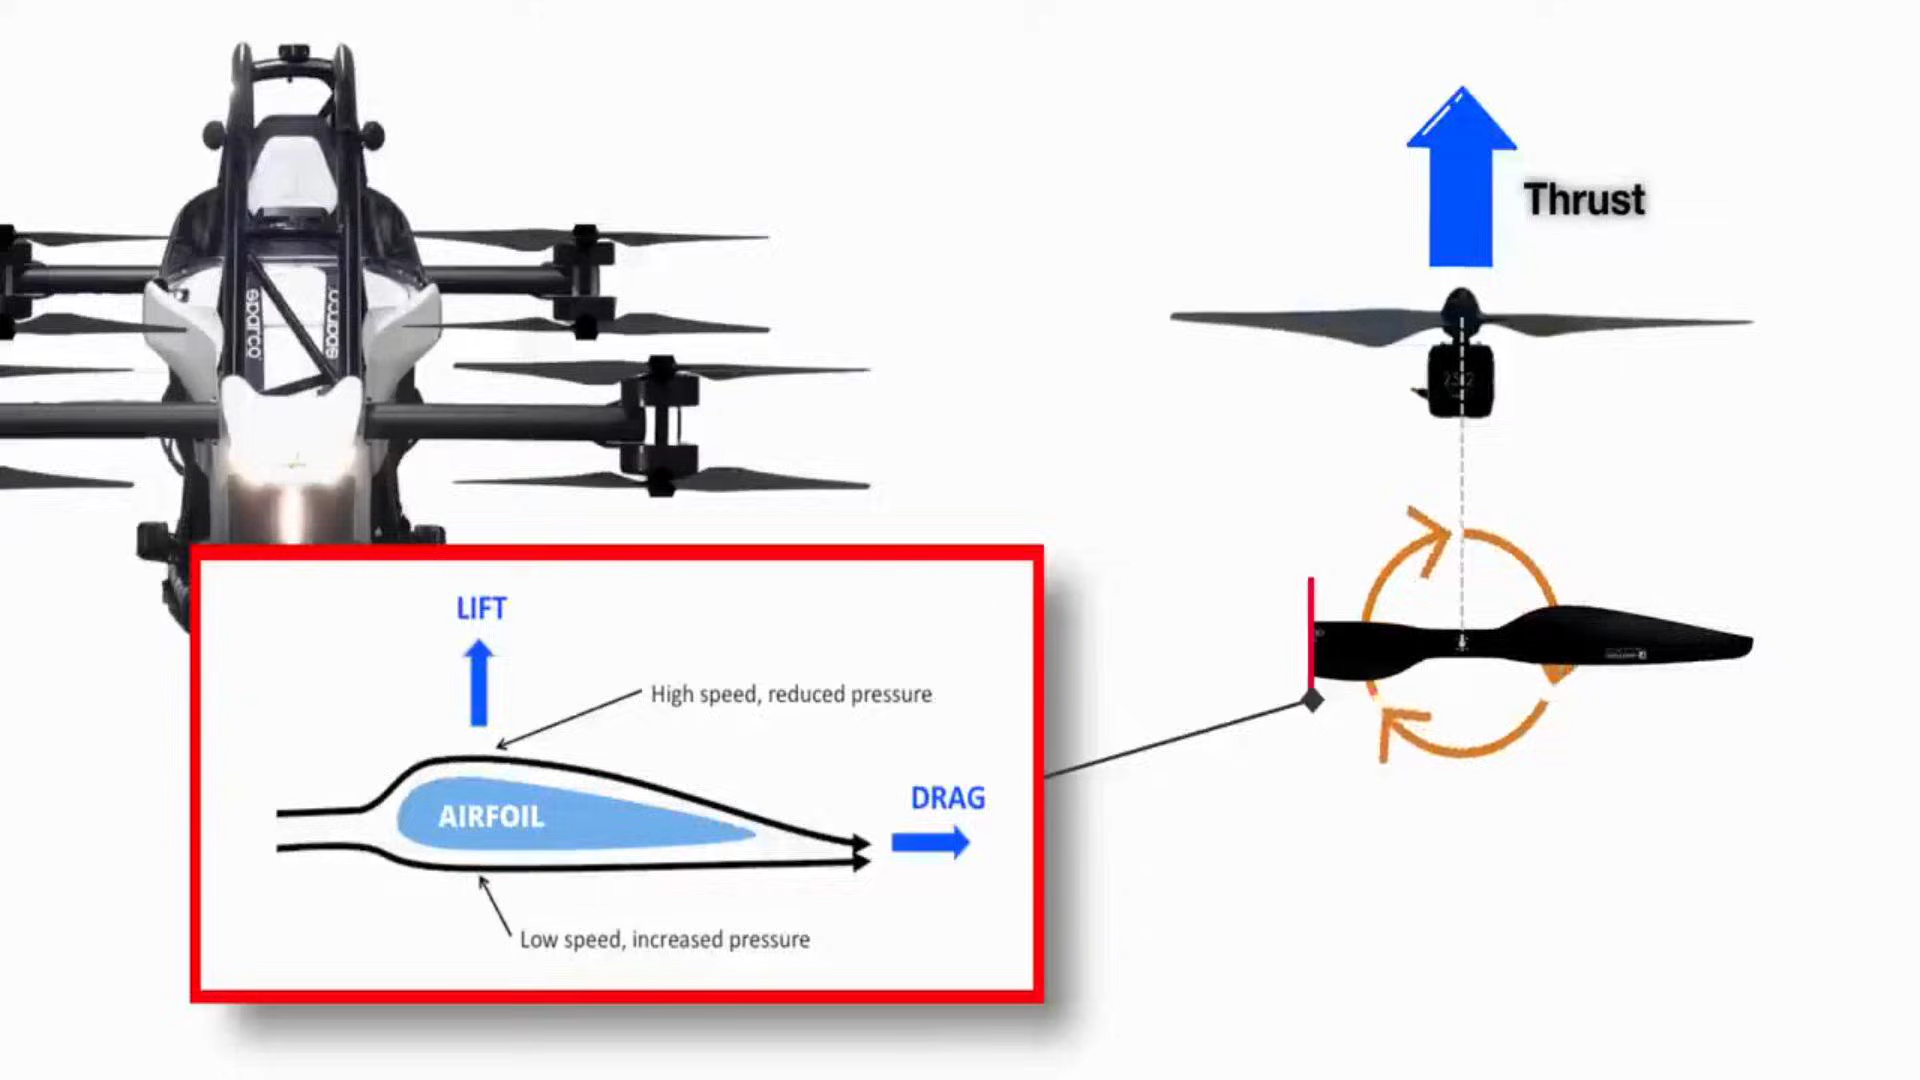 Thrust
sparco
sparco
LIFT
High speed, reduced pressure
AIRFOIL
DRAG
Low speed, increased pressure